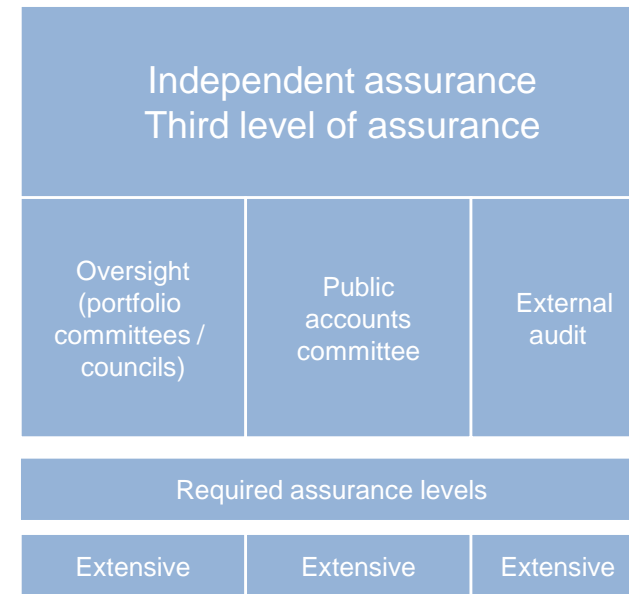 Independent assurance
Third level of assurance
Oversight
(portfolio
committees /
councils)
Public
accounts
committee
External
audit
Required assurance levels
Extensive
Extensive
Extensive